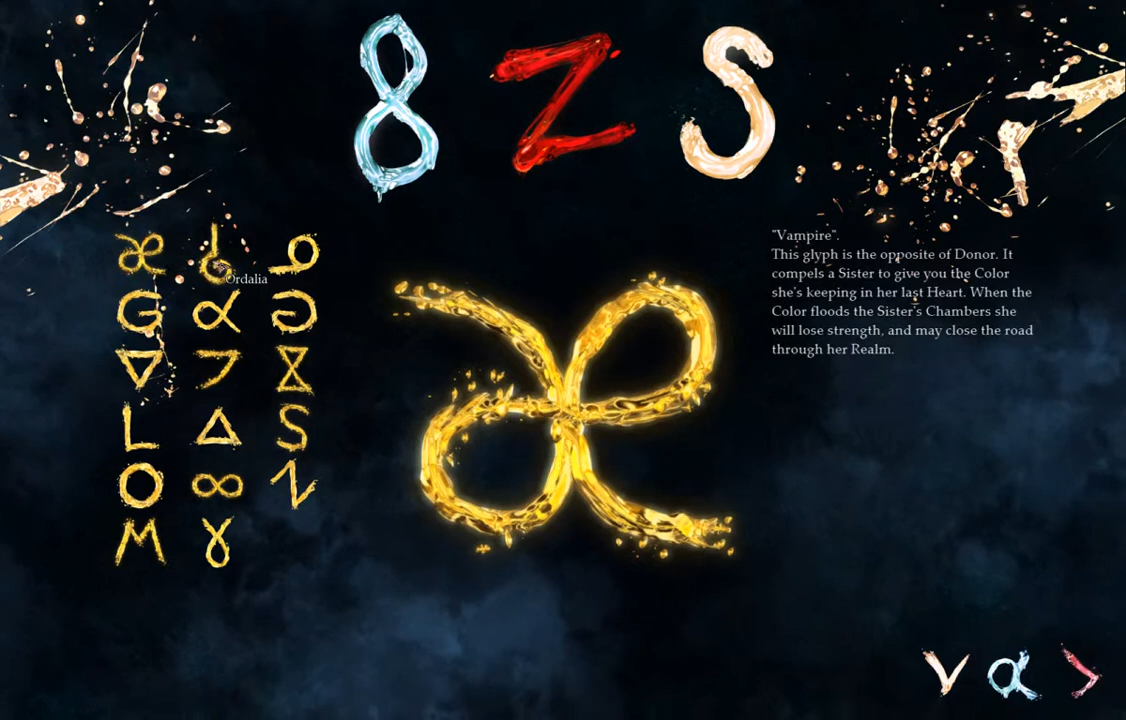 8 Z S
"Vampire".
This glyph is the opposite of Donor. It
compels a Sister to give you the Color
she's keeping in her last Heart. When the
Color floods the Sister's Chambers she
will lose strength, and may close the road
through her Realm.
Ordalia